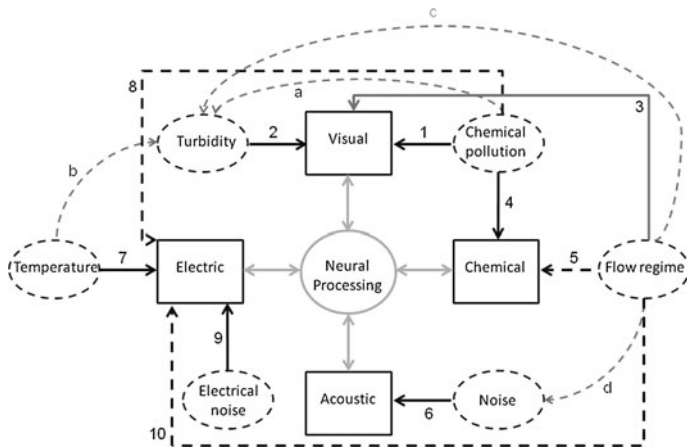 c
8
a
3
Turbidity
2
Visual
1
Chemical
pollution
b
4
Temperature
7
Electric
Neural
Processing
Chemical
5
Flow regime
9
Electrical
noise
Acoustic
6
Noise
d
10